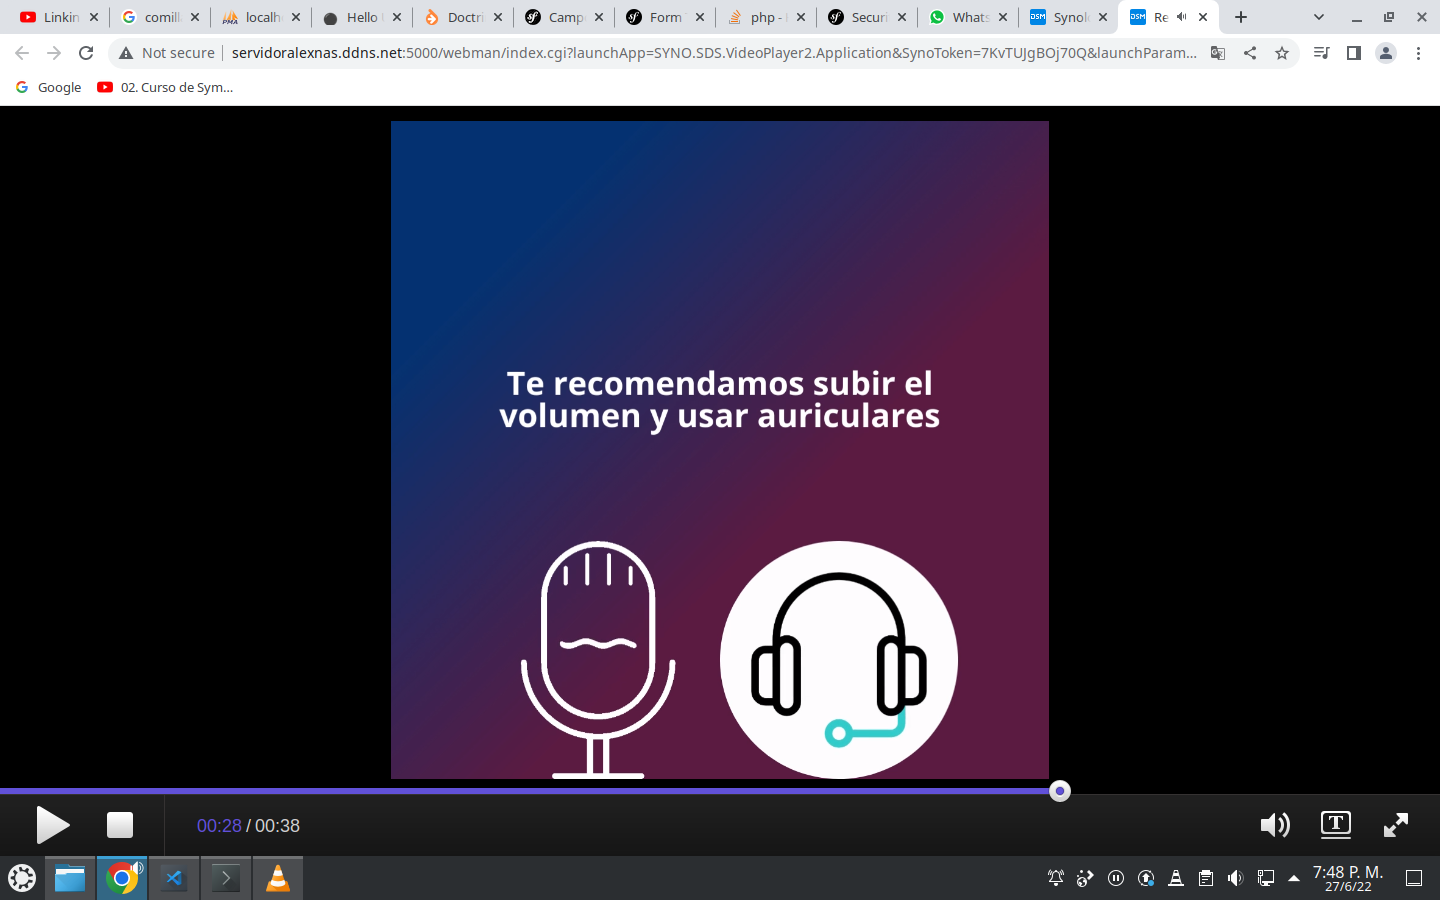 Linkin
comill
localh
Hello
Doctri
Camp
Form
php -
Securi
Whats
Synol
Re
Not secure
servidoralexnas.ddns.net:5000/webman/index.cgi?launchApp=SYNO.SDS.VideoPlayer2.Application&SynoToken=7KvTUJgBOj70Q&launchParam...
Google
02. Curso de Sym...
Te recomendamos subir el
volumen y usar auriculares
00:28 / 00:38
T
7:48 P. M.
27/6/22